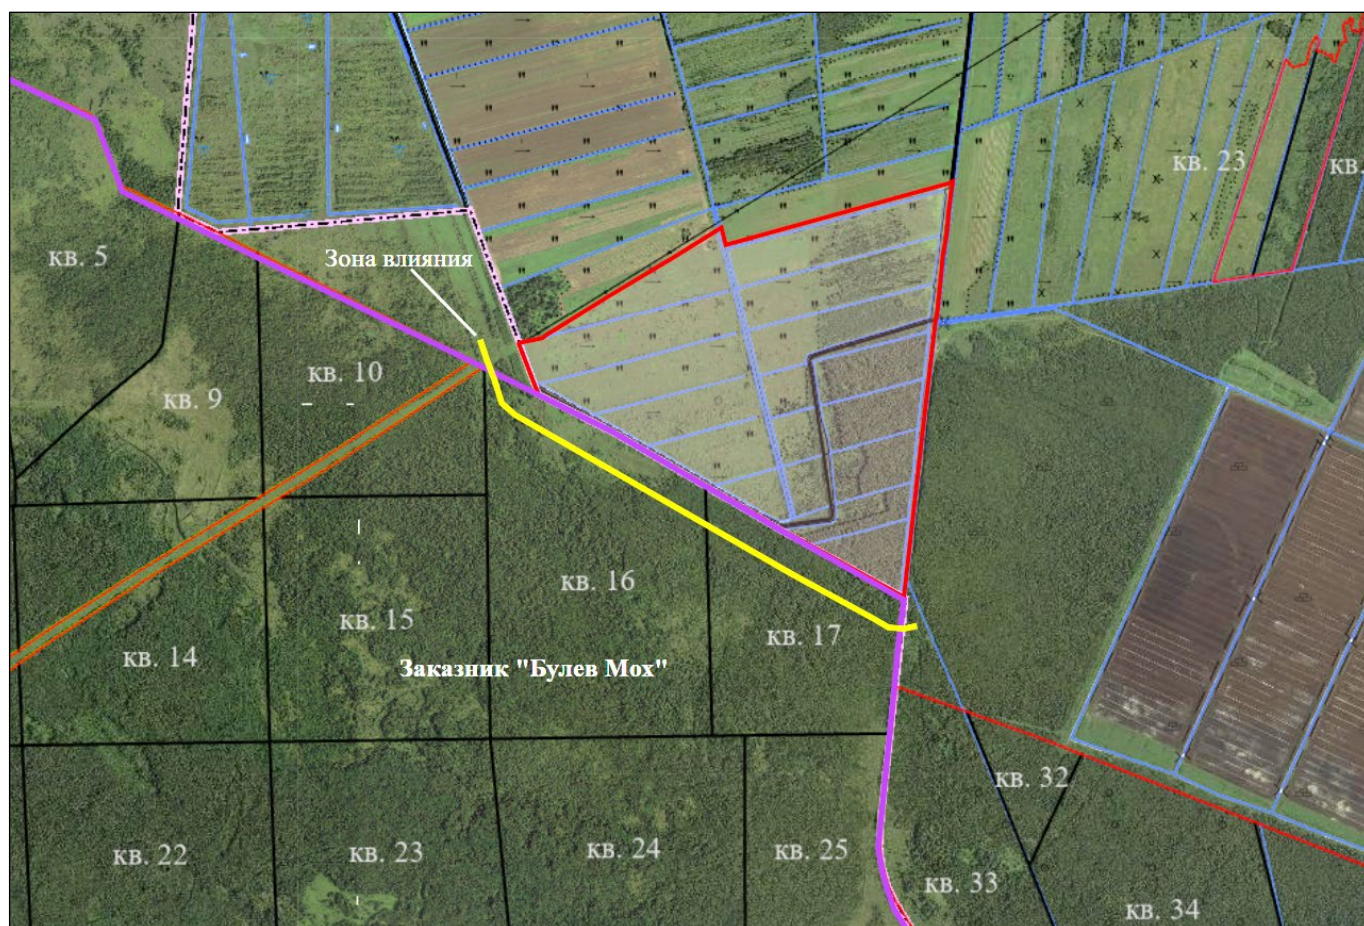 кв. 23
кв.
кв. 5
Зона влияния
кв. 10
кв. 9
кв. 16
кв. 15
кв. 17
кв. 14
Заказник "Булев Мох"
кв. 32
кв. 22
кв. 23
кв. 24
кв. 25
кв. 33
кв. 34